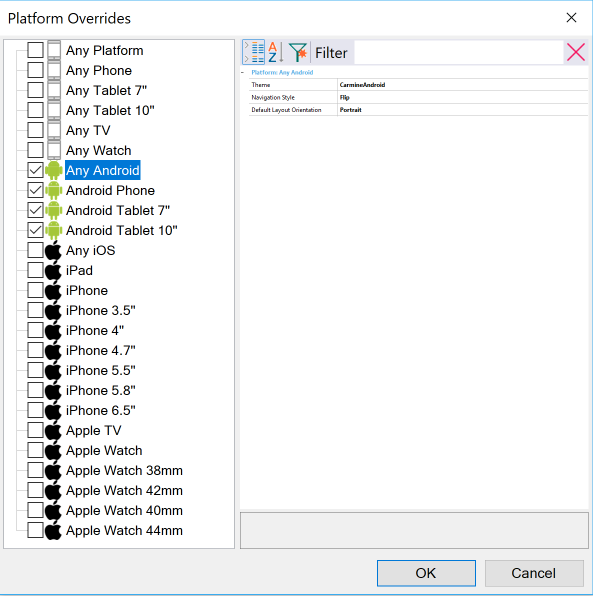 Platform Overrides
Any Platform
Any Phone
Any Tablet 7"
Any Tablet 10"
Any TV
Any Watch
Any Android
Android Phone
Android Tablet 7"
Android Tablet 10"
Any iOS
iPad
iPhone
iPhone 3.5"
iPhone 4"
iPhone 4.7"
iPhone 5.5"
iPhone 5.8"
iPhone 6.5"
Apple TV
Apple Watch
Apple Watch 38mm
Apple Watch 42mm
Apple Watch 40mm
Apple Watch 44mm
A
Z
Filter
Platform: Any Android
Theme CarmineAndroid
Navigation Style Flip
Default Layout Orientation Portrait
OK Cancel